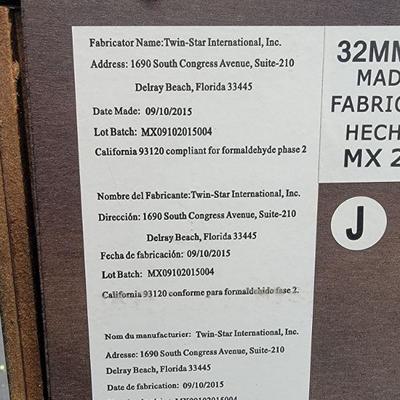 Fabricator Name:Twin-Star International, Inc.
Address: 1690 South Congress Avenue, Suite-210
Delray Beach, Florida 33445
Date Made: 09/10/2015
Lot Batch: MX09102015004
California 93120 compliant for formaldehyde phase 2
Nombre del Fabricante:Twin-Star International, Inc.
Dirección: 1690 South Congress Avenue, Suite-210
Delray Beach, Florida 33445
Fecha de fabricación: 09/10/2015
Lot Batch: MX09102015004
California 93120 conforme para formaldehido fase 2.
Nom du manufacturier: Twin-Star International, Inc.
Adresse: 1690 South Congress Avenue, Suite-210
Delray Beach, Florida 33445
Date de fabrication: 09/10/2015
32MM
MAD
FABRIC
HECH
MX 2
J